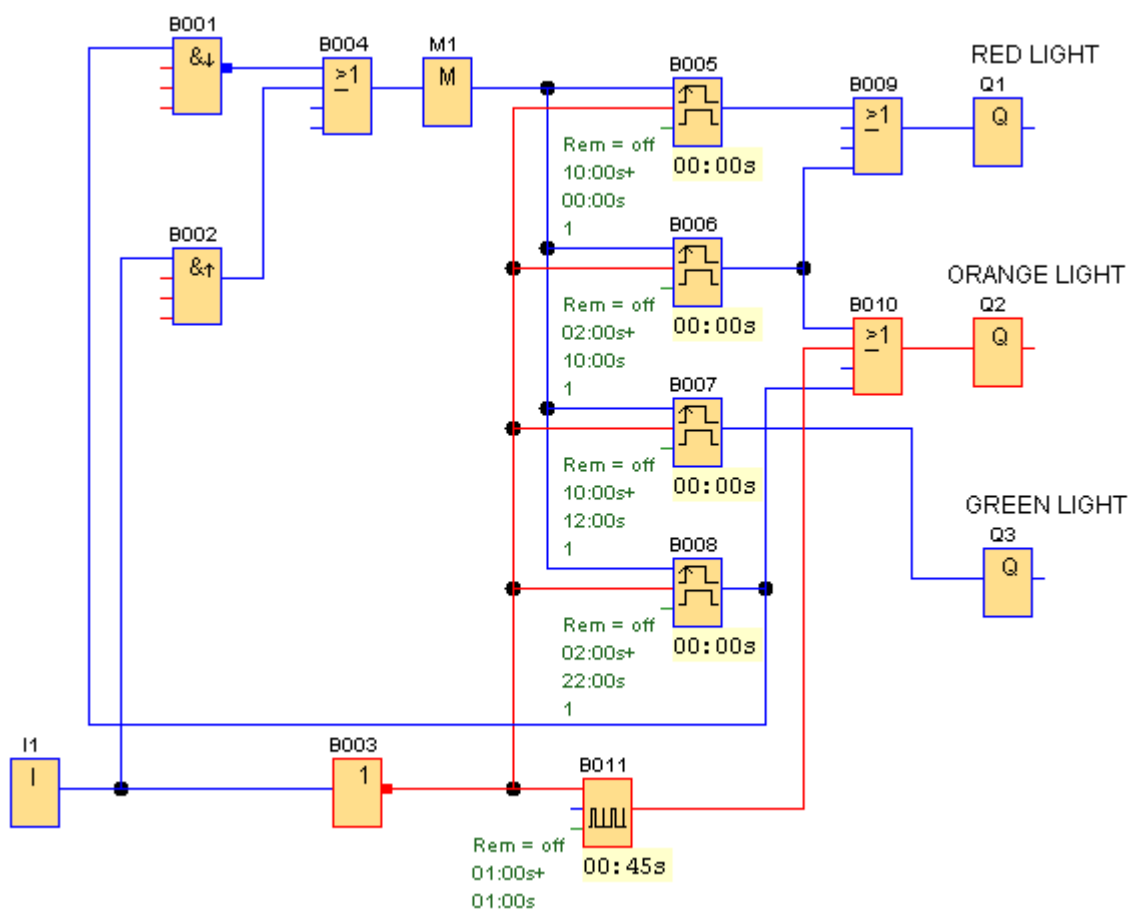 B001
&↓
B004
>1
M1
M
B005
Rem = off
10:00s+
00:00s
1
00:00s
B009
>1
RED LIGHT
Q1
Q
B002
&↑
B006
Rem = off
02:00s+
10:00s
1
00:00s
ORANGE LIGHT
B010
>1
Q2
Q
B007
Rem = off
10:00s+
12:00s
1
00:00s
GREEN LIGHT
Q3
Q
B008
Rem = off
02:00s+
22:00s
1
00:00s
I1
I
B003
1
B011
Rem = off
01:00s+
01:00s
00:45s